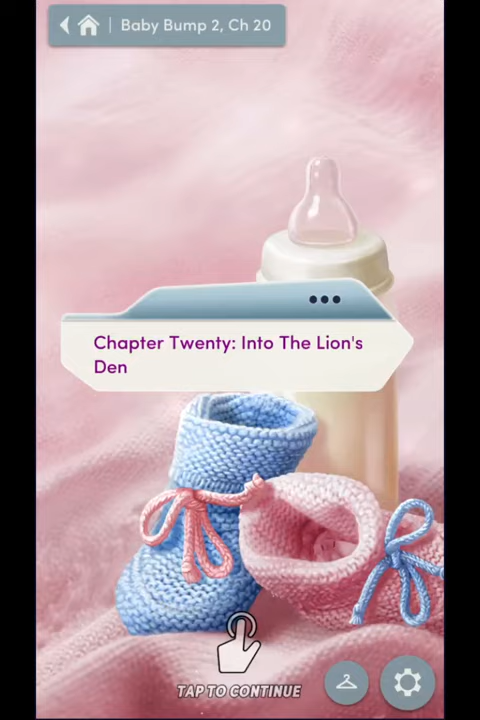 Baby Bump 2, Ch 20
Chapter Twenty: Into The Lion's
Den
TAP TO CONTINUE